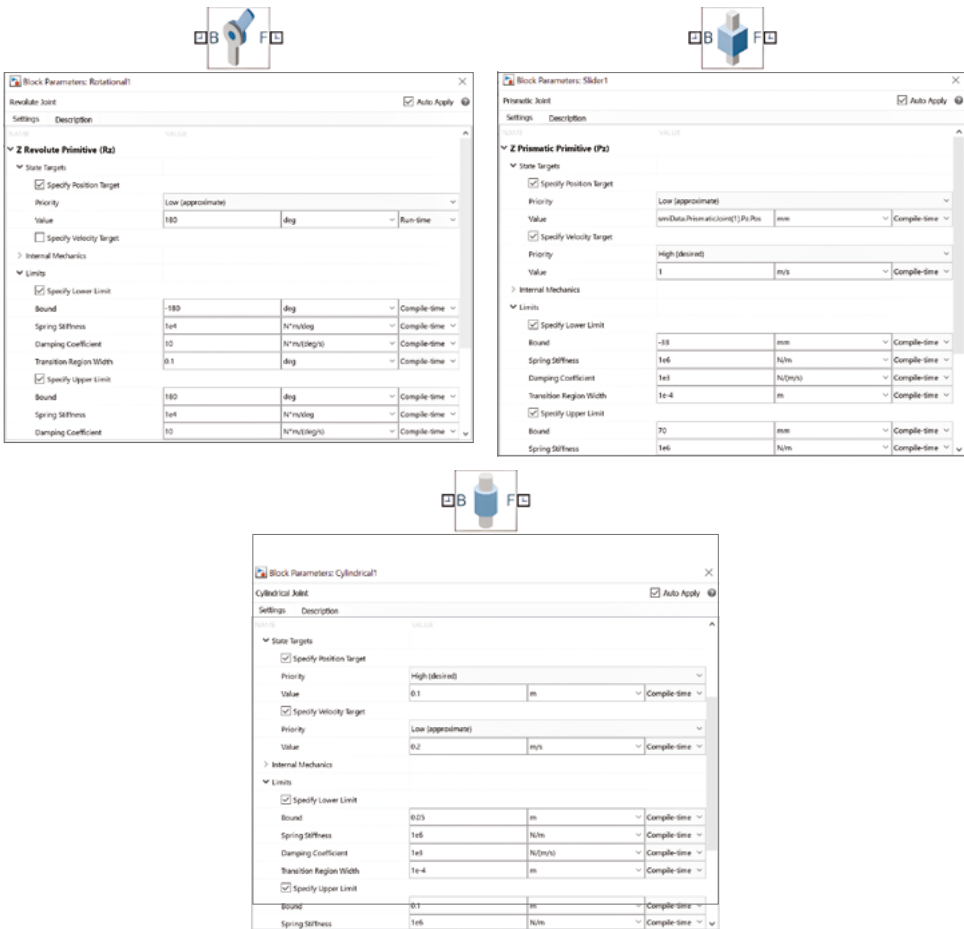 B F
B F
Block Parameters: Rotational1
Revolute Joint Auto Apply
Settings Description
NAME VALUE
Z Revolute Primitive (Rz)
State Targets
Specify Position Target
Priority Low (approximate)
Value 180 deg Run-time
Specify Velocity Target
Internal Mechanics
Limits
Specify Lower Limit
Bound -180 deg Compile-time
Spring Stiffness 1e4 N*m/deg Compile-time
Damping Coefficient 10 N*m/(deg/s) Compile-time
Transition Region Width 0.1 deg Compile-time
Specify Upper Limit
Bound 180 deg Compile-time
Spring Stiffness 1e4 N*m/deg Compile-time
Damping Coefficient 10 N*m/(deg/s) Compile-time
Block Parameters: Slider1
Prismatic Joint Auto Apply
Settings Description
NAME VALUE
Z Prismatic Primitive (Pz)
State Targets
Specify Position Target
Priority Low (approximate)
Value smiData.PrismaticJoint(1).Pz.Pos mm Compile-time
Specify Velocity Target
Priority High (desired)
Value 1 m/s Compile-time
Internal Mechanics
Limits
Specify Lower Limit
Bound mm Compile-time
Spring Stiffness 1e6 N/m Compile-time
Damping Coefficient 1e3 N/(m/s) Compile-time
Transition Region Width 1e-4 m Compile-time
Specify Upper Limit
Bound 70 mm Compile-time
Spring Stiffness 1e6 N/m Compile-time
B F
Block Parameters: Cylindrical1
Cylindrical Joint Auto Apply
Settings Description
NAME VALUE
State Targets
Specify Position Target
Priority High (desired)
Value 0.1 m Compile-time
Specify Velocity Target
Priority Low (approximate)
Value 0.2 m/s Compile-time
Internal Mechanics
Limits
Specify Lower Limit
Bound 0.05 m Compile-time
Spring Stiffness 1e6 N/m Compile-time
Damping Coefficient 1e3 N/(m/s) Compile-time
Transition Region Width 1e-4 m Compile-time
Specify Upper Limit
Bound 0.1 m Compile-time
Spring Stiffness 1e6 N/m Compile-time